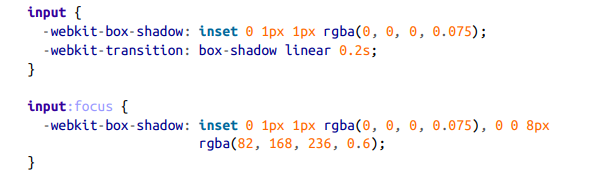 input {
  -webkit-box-shadow: inset 0 1px 1px rgba(0, 0, 0, 0.075);
  -webkit-transition: box-shadow linear 0.2s;
}

input:focus {
  -webkit-box-shadow: inset 0 1px 1px rgba(0, 0, 0, 0.075), 0 0 8px
                      rgba(82, 168, 236, 0.6);
}